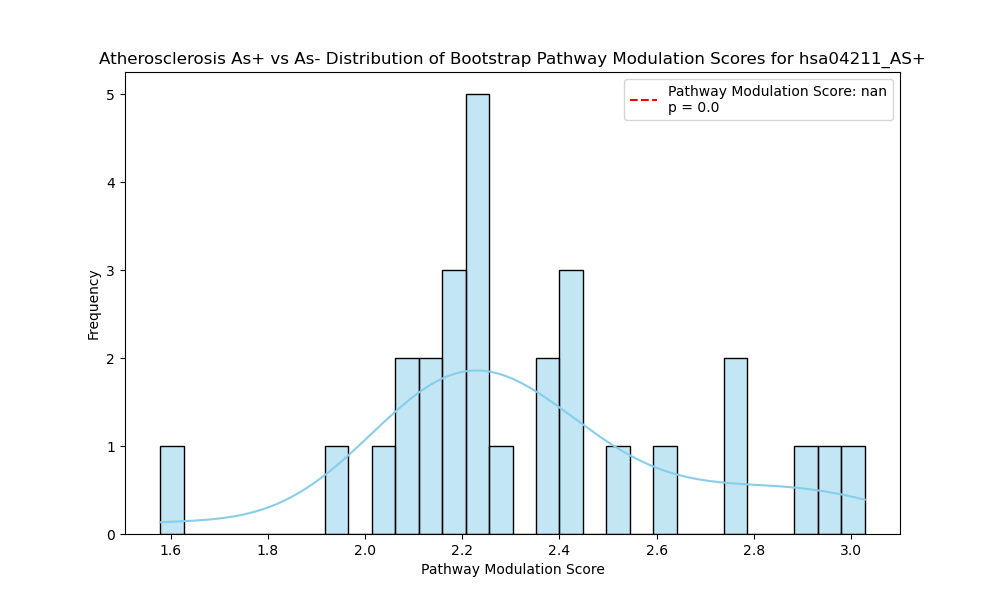 Atherosclerosis As+ vs As- Distribution of Bootstrap Pathway Modulation Scores for hsa04211_AS+
Pathway Modulation Score: nan
p = 0.0
5
4
3
2
1
0
Frequency
1.6 1.8 2.0 2.2 2.4 2.6 2.8 3.0
Pathway Modulation Score